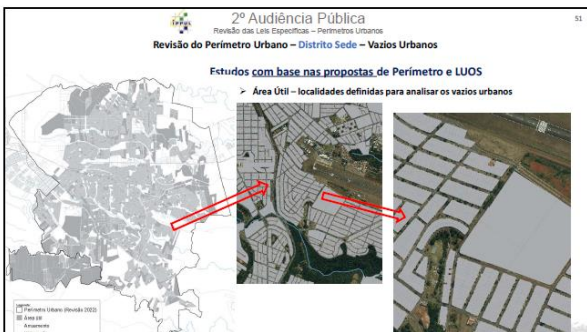 IPPUL
2º Audiência Pública
51
Revisão das Leis Específicas – Perímetros Urbanos
Revisão do Perímetro Urbano – Distrito Sede – Vazios Urbanos
Estudos com base nas propostas de Perímetro e LUOS
➢ Área Útil – localidades definidas para analisar os vazios urbanos
Perímetro Urbano (Revisão 2022)
Área útil
Arruamento